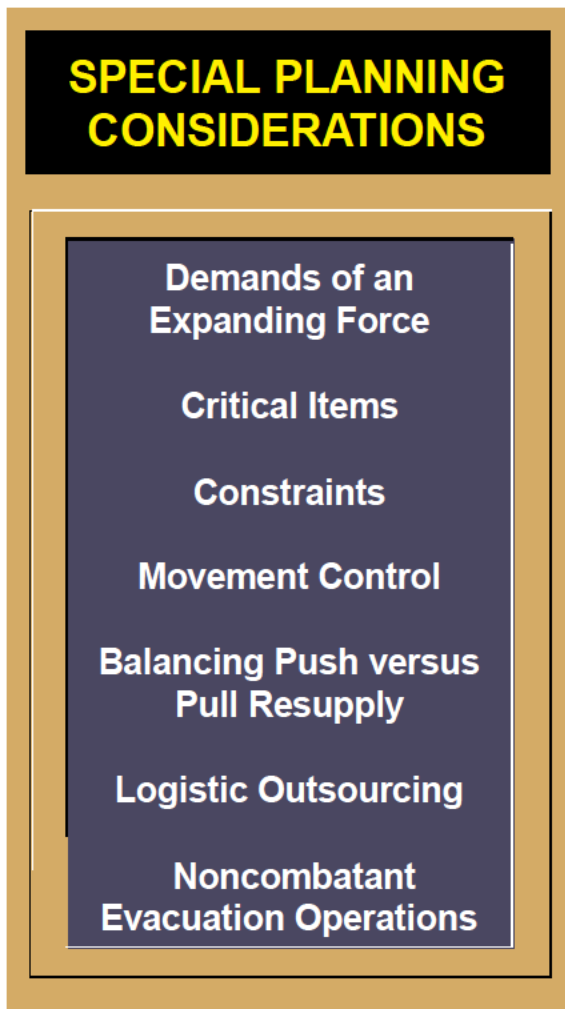 SPECIAL PLANNING
CONSIDERATIONS
Demands of an
Expanding Force
Critical Items
Constraints
Movement Control
Balancing Push versus
Pull Resupply
Logistic Outsourcing
Noncombatant
Evacuation Operations